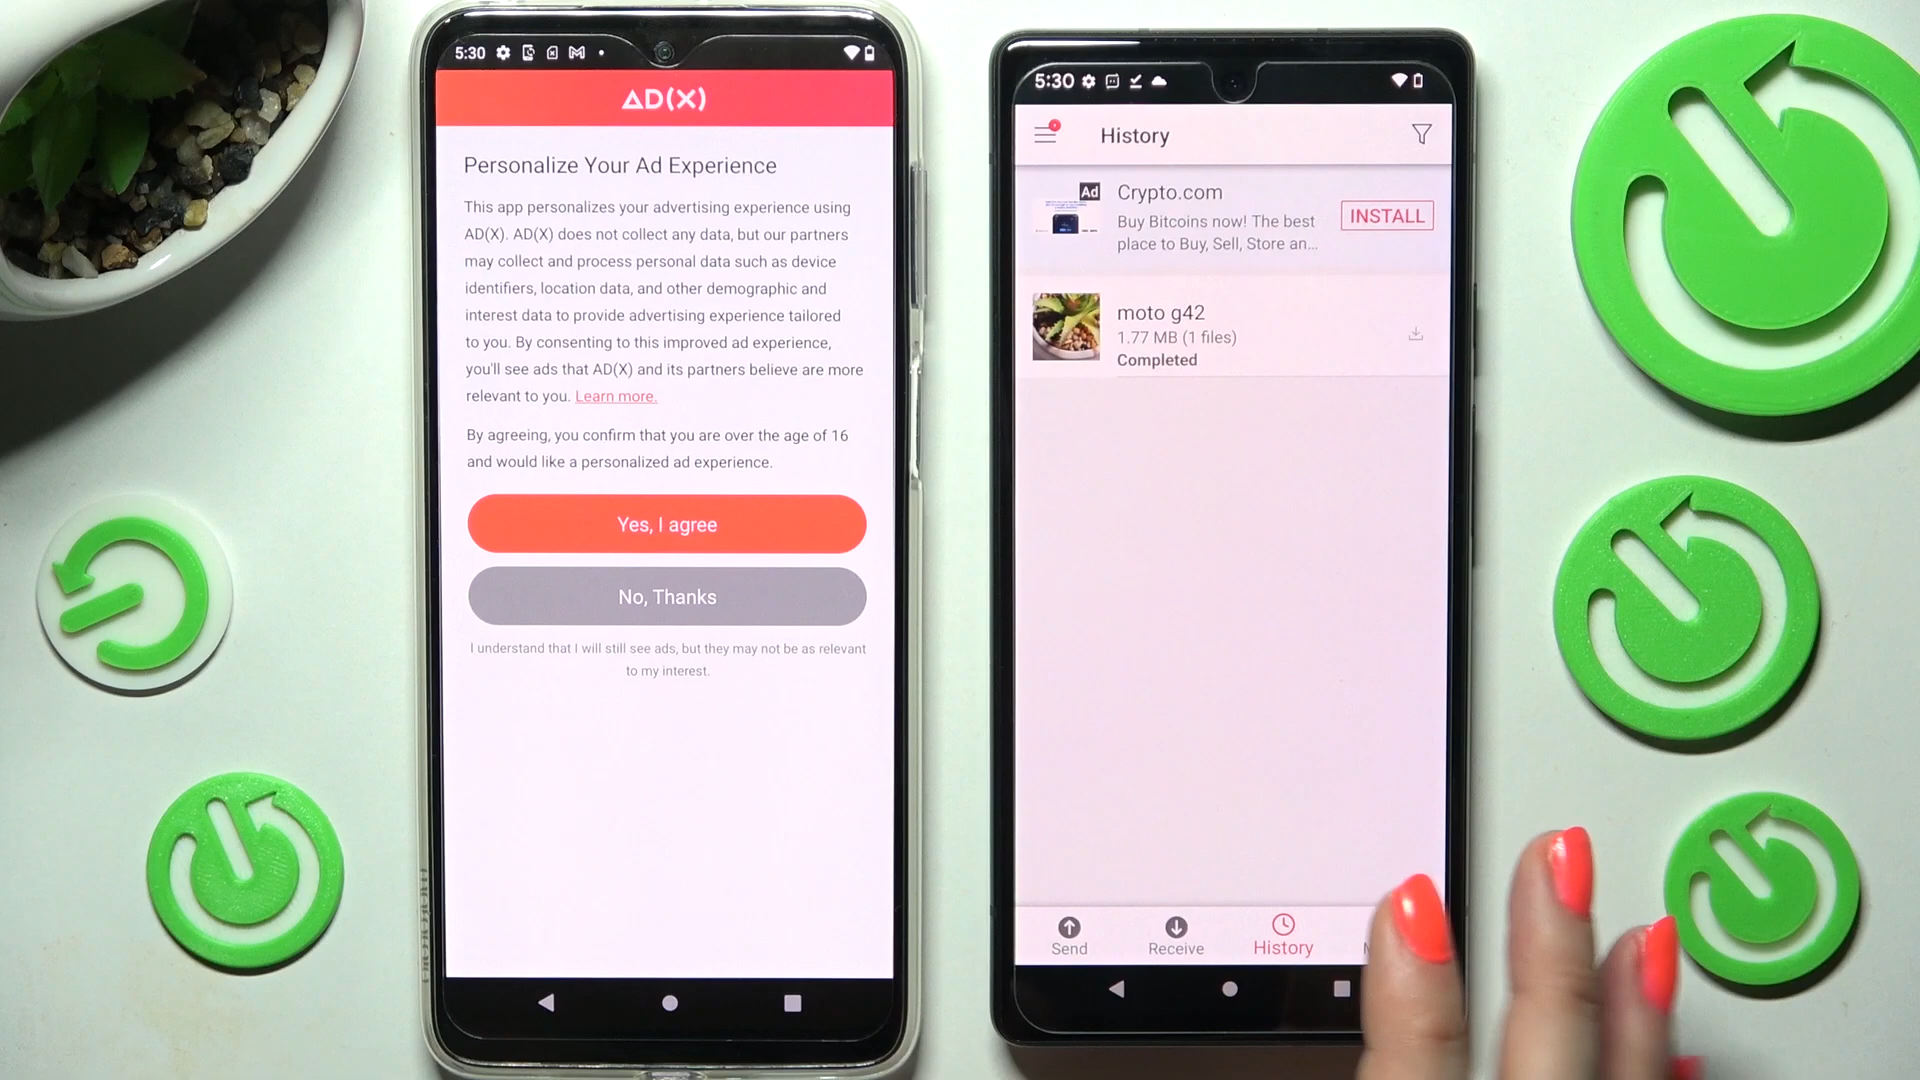 5:30
AD(X)
Personalize Your Ad Experience
This app personalizes your advertising experience using
AD(X). AD(X) does not collect any data, but our partners
may collect and process personal data such as device
identifiers, location data, and other demographic and
interest data to provide advertising experience tailored
to you. By consenting to this improved ad experience,
you'll see ads that AD(X) and its partners believe are more
relevant to you. Learn more.
By agreeing, you confirm that you are over the age of 16
and would like a personalized ad experience.
Yes, I agree
No, Thanks
I understand that I will still see ads, but they may not be as relevant
to my interest.
5:30
History
Ad
Crypto.com
Buy Bitcoins now! The best
place to Buy, Sell, Store an...
INSTALL
moto g42
1.77 MB (1 files)
Completed
Send
Receive
History